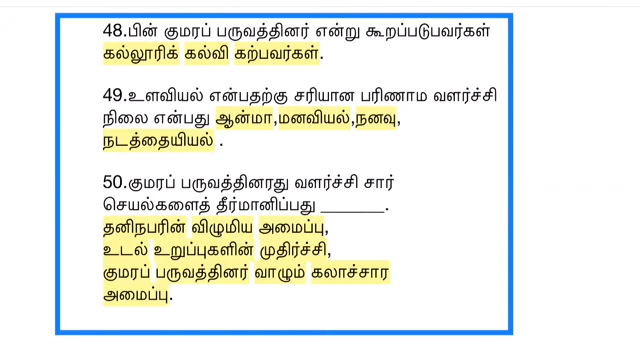 48.பின் குமரப் பருவத்தினர் என்று கூறப்படுபவர்கள்
கல்லூரிக் கல்வி கற்பவர்கள்.
49.உளவியல் என்பதற்கு சரியான பரிணாம வளர்ச்சி
நிலை என்பது ஆன்மா,மனவியல்,நனவு,
நடத்தையியல் .
50.குமரப் பருவத்தினரது வளர்ச்சி சார்
செயல்களைத் தீர்மானிப்பது _______.
தனிநபரின் விழுமிய அமைப்பு,
உடல் உறுப்புகளின் முதிர்ச்சி,
குமரப் பருவத்தினர் வாழும் கலாச்சார
அமைப்பு.